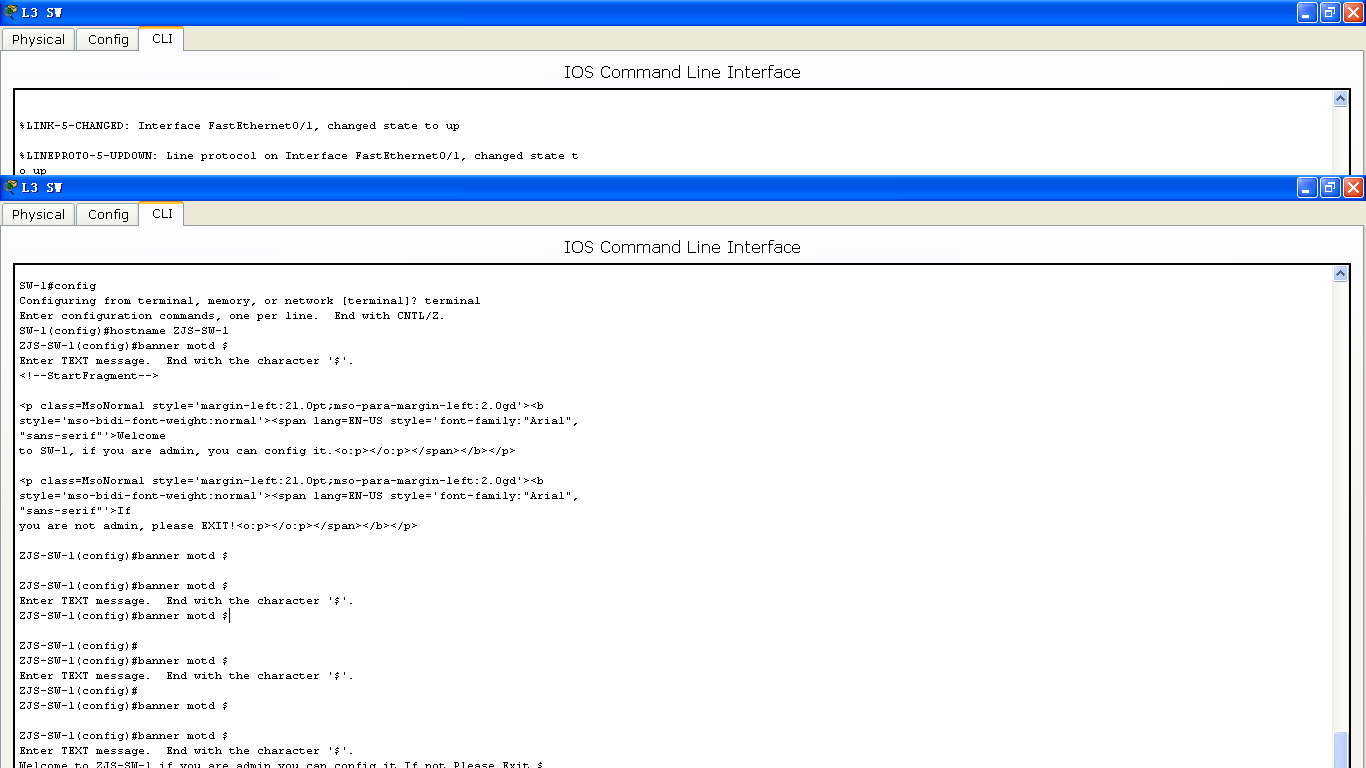 L3 SW
Physical Config CLI
IOS Command Line Interface
%LINK-5-CHANGED: Interface FastEthernet0/1, changed state to up
%LINEPROTO-5-UPDOWN: Line protocol on Interface FastEthernet0/1, changed state t
o up
L3 SW
Physical Config CLI
IOS Command Line Interface
SW-1#config
Configuring from terminal, memory, or network [terminal]? terminal
Enter configuration commands, one per line.  End with CNTL/Z.
SW-1(config)#hostname ZJS-SW-1
ZJS-SW-1(config)#banner motd $
Enter TEXT message.  End with the character '$'.
<!--StartFragment-->
<p class=MsoNormal style='margin-left:21.0pt;mso-para-margin-left:2.0gd'><b
style='mso-bidi-font-weight:normal'><span lang=EN-US style='font-family:"Arial",
"sans-serif"'>Welcome
to SW-1, if you are admin, you can config it.<o:p></o:p></span></b></p>
<p class=MsoNormal style='margin-left:21.0pt;mso-para-margin-left:2.0gd'><b
style='mso-bidi-font-weight:normal'><span lang=EN-US style='font-family:"Arial",
"sans-serif"'>If
you are not admin, please EXIT!<o:p></o:p></span></b></p>
ZJS-SW-1(config)#banner motd $
ZJS-SW-1(config)#banner motd $
Enter TEXT message.  End with the character '$'.
ZJS-SW-1(config)#banner motd $
ZJS-SW-1(config)#
ZJS-SW-1(config)#banner motd $
Enter TEXT message.  End with the character '$'.
ZJS-SW-1(config)#
ZJS-SW-1(config)#banner motd $
ZJS-SW-1(config)#banner motd $
Enter TEXT message.  End with the character '$'.
Welcome to ZJS-SW-1,if you are admin,you can config it.If not,Please Exit.$